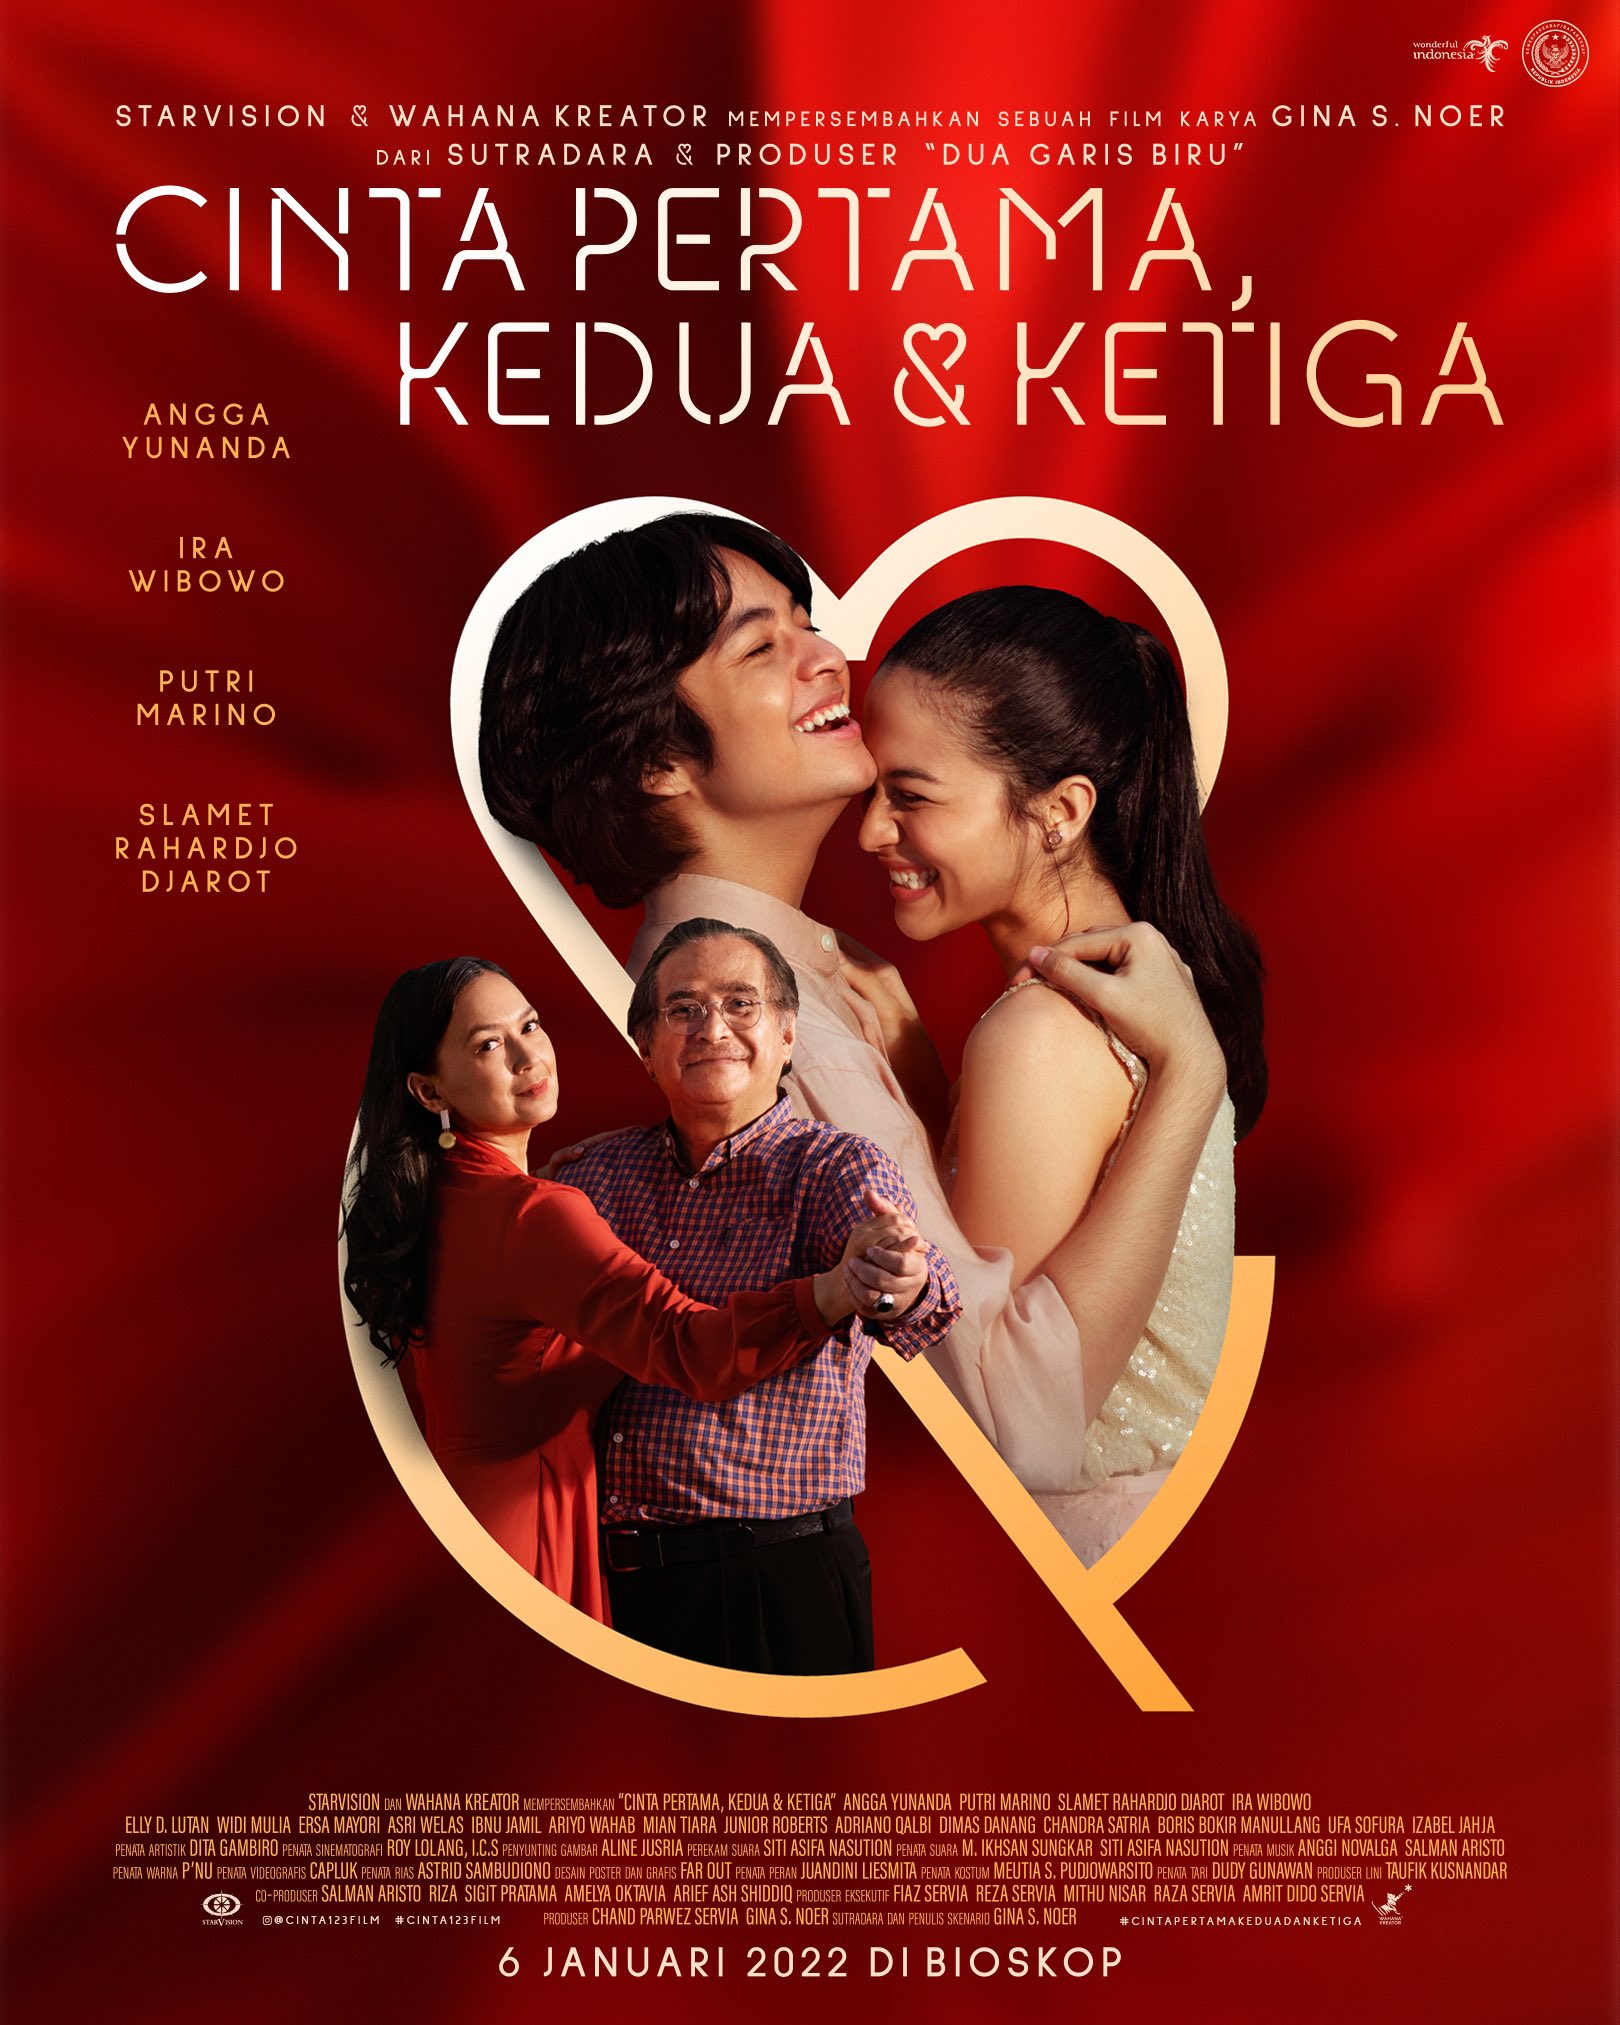 wonderful
indonesia
REPUBLIK INDONESIA
STARVISION & WAHANA KREATOR MEMPERSEMBAHKAN SEBUAH FILM KARYA GINA S. NOER
DARI SUTRADARA & PRODUSER "DUA GARIS BIRU"
CINTA PERTAMA,
KEDUA & KETIGA
ANGGA
YUNANDA
IRA
WIBOWO
PUTRI
MARINO
SLAMET
RAHARDJO
DJAROT
STARVISION DAN WAHANA KREATOR MEMPERSEMBAHKAN "CINTA PERTAMA, KEDUA & KETIGA" ANGGA YUNANDA PUTRI MARINO SLAMET RAHARDJO DJAROT IRA WIBOWO
ELLY D. LUTAN WIDI MULIA ERSA MAYORI ASRI WELAS IBNU JAMIL ARIYO WAHAB MIAN TIARA JUNIOR ROBERTS ADRIANO QALBI DIMAS DANANG CHANDRA SATRIA BORIS BOKIR MANULLANG UFA SOFURA IZABEL JAHJA
PENATA ARTISTIK DITA GAMBIRO PENATA SINEMATOGRAFI ROY LOLANG, I.C.S PENYUNTING GAMBAR ALINE JUSRIA PEREKAM SUARA SITI ASIFA NASUTION PENATA SUARA M. IKHSAN SUNGKAR SITI ASIFA NASUTION PENATA MUSIK ANGGI NOVALGA SALMAN ARISTO
PENATA WARNA P'NU PENATA VIDEOGRAFIS CAPLUK PENATA RIAS ASTRID SAMBUDIONO DESAIN POSTER DAN GRAFIS FAR OUT PENATA PERAN JUANDINI LIESMITA PENATA KOSTUM MEUTIA S. PUDJOWARSITO PENATA TARI DUDY GUNAWAN PRODUSER LINI TAUFIK KUSNANDAR
CO-PRODUSER SALMAN ARISTO RIZA SIGIT PRATAMA AMELYA OKTAVIA ARIEF ASH SHIDDIQ PRODUSER EKSEKUTIF FIAZ SERVIA REZA SERVIA MITHU NISAR RAZA SERVIA AMRIT DIDO SERVIA
STARVISION @CINTA123FILM #CINTA123FILM PRODUSER CHAND PARWEZ SERVIA GINA S. NOER SUTRADARA DAN PENULIS SKENARIO GINA S. NOER #CINTAPERTAMAKEDUADANKETIGA WAHANA KREATOR
6 JANUARI 2022 DI BIOSKOP